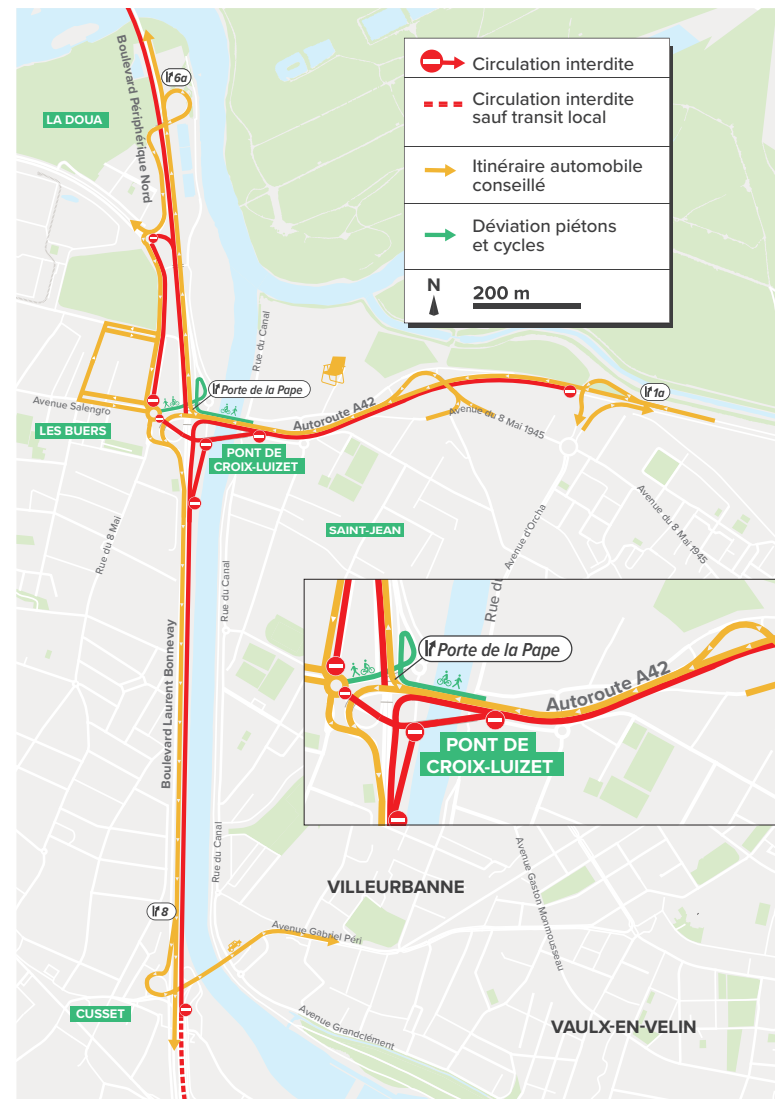 Circulation interdite
Circulation interdite
sauf transit local
Itinéraire automobile
conseillé
Déviation piétons
et cycles
N
200 m
6a
LA DOUA
Boulevard Périphérique Nord
Rue du Canal
Porte de la Pape
1a
Avenue Salengro
Autoroute A42
Avenue du 8 Mai 1945
LES BUERS
PONT DE
CROIX-LUIZET
SAINT-JEAN
Avenue d'Orcha
Avenue du 8 Mai 1945
Rue du 8 Mai
Rue du Canal
Rue du
Porte de la Pape
Autoroute A42
PONT DE
CROIX-LUIZET
Boulevard Laurent Bonnevay
Rue du Canal
VILLEURBANNE
Avenue Gaston Monmousseau
8
Avenue Gabriel Péri
CUSSET
Avenue Grandclément
VAULX-EN-VELIN